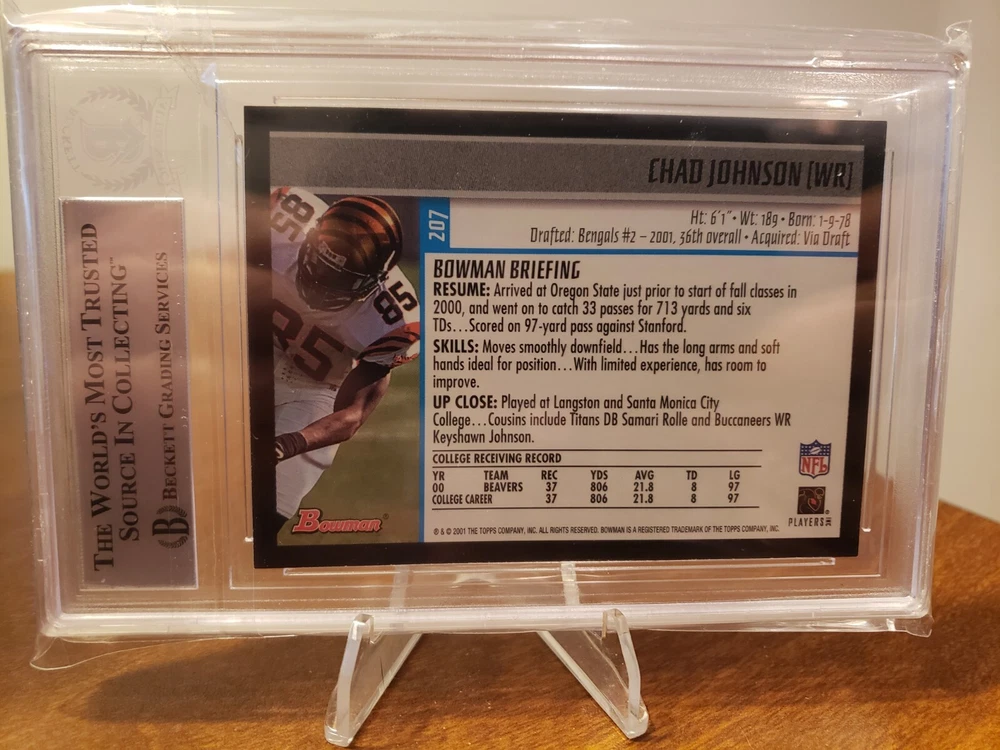 THE WORLD'S MOST TRUSTED
SOURCE IN COLLECTING™
B BECKETT GRADING SERVICES
B
CHAD JOHNSON [WR]
207
Ht: 6'1" • Wt: 189 • Born: 1-9-78
Drafted: Bengals #2 – 2001, 36th overall • Acquired: Via Draft
BOWMAN BRIEFING
RESUME: Arrived at Oregon State just prior to start of fall classes in
2000, and went on to catch 33 passes for 713 yards and six
TDs...Scored on 97-yard pass against Stanford.
SKILLS: Moves smoothly downfield...Has the long arms and soft
hands ideal for position...With limited experience, has room to
improve.
UP CLOSE: Played at Langston and Santa Monica City
College...Cousins include Titans DB Samari Rolle and Buccaneers WR
Keyshawn Johnson.
COLLEGE RECEIVING RECORD
YR TEAM REC YDS AVG TD LG
00 BEAVERS 37 806 21.8 8 97
COLLEGE CAREER 37 806 21.8 8 97
® & © 2001 THE TOPPS COMPANY, INC. ALL RIGHTS RESERVED. BOWMAN IS A REGISTERED TRADEMARK OF THE TOPPS COMPANY, INC.
85
85
85
Bowman®
NFL
PLAYERS